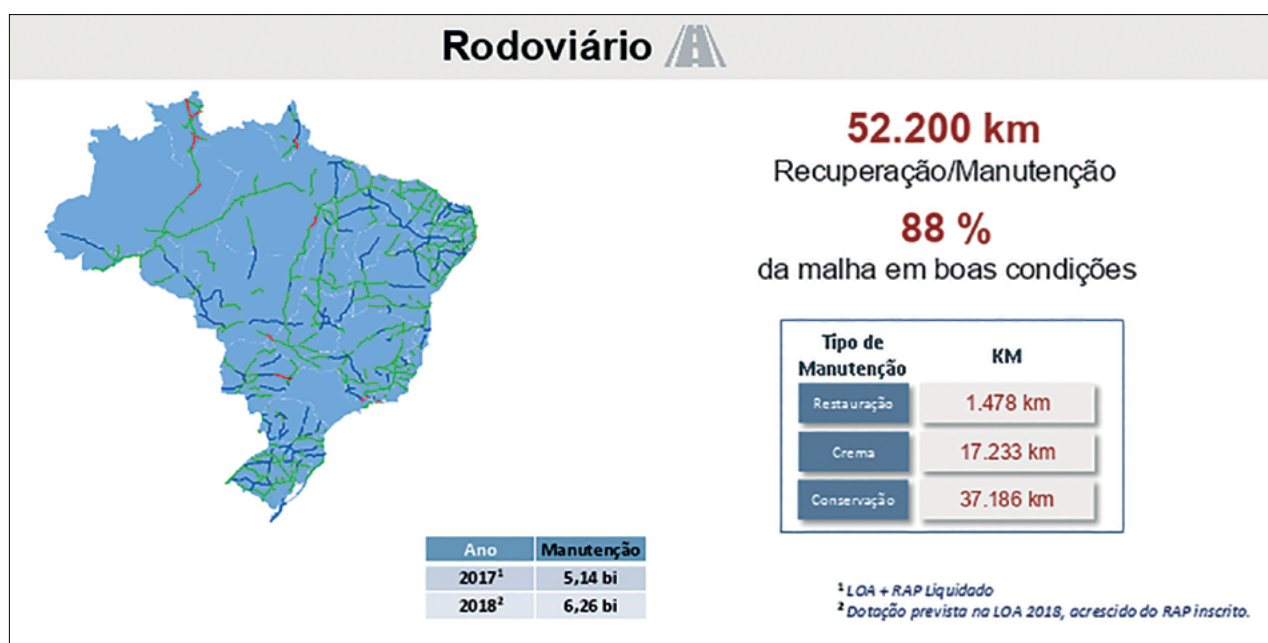 Rodoviário
52.200 km
Recuperação/Manutenção
88 %
da malha em boas condições
Tipo de Manutenção KM
Restauração 1.478 km
Crema 17.233 km
Conservação 37.186 km
Ano Manutenção
2017¹ 5,14 bi
2018² 6,26 bi
¹ LOA + RAP Liquidado
² Dotação prevista na LOA 2018, acrescido do RAP inscrito.